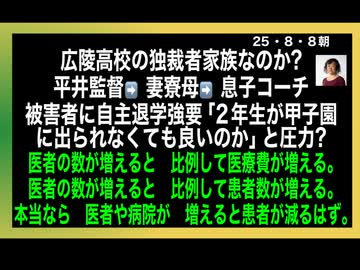 25・8・8朝
広陵高校の独裁者家族なのか?
平井監督➡妻寮母➡息子コーチ
被害者に自主退学強要「2年生が甲子園
に出られなくても良いのか」と圧力?
医者の数が増えると 比例して医療費が増える。
医者の数が増えると 比例して患者数が増える。
本当なら 医者や病院が 増えると患者が減るはず。